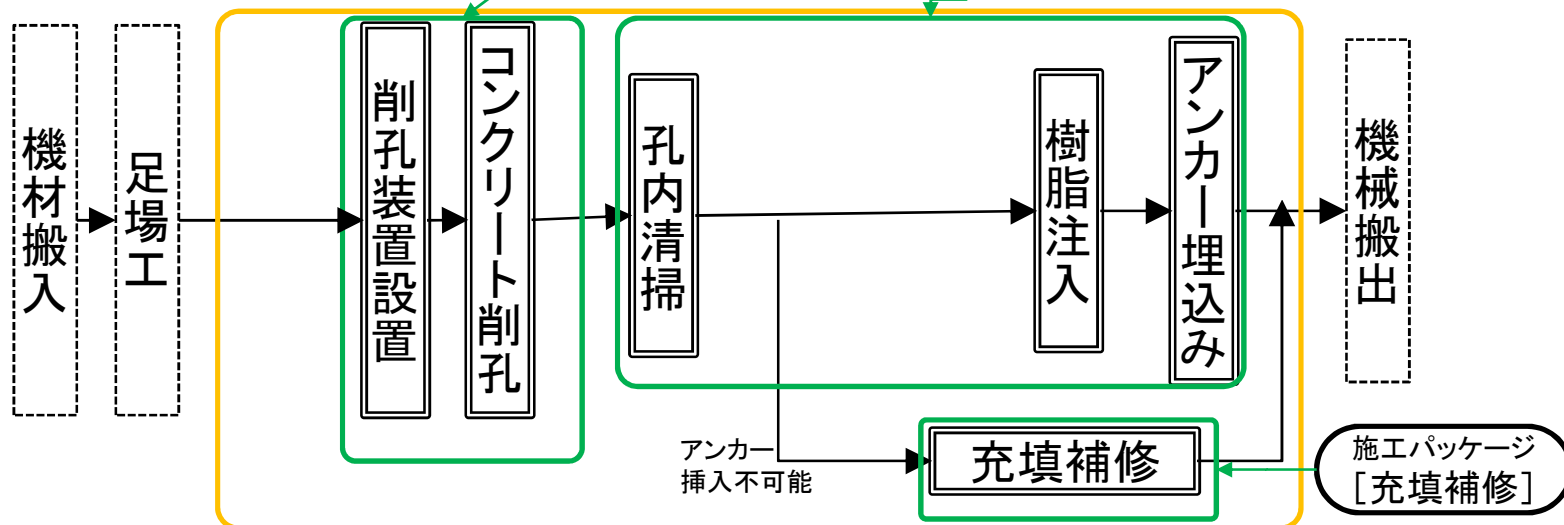 機材搬入
足場工
削孔装置設置
コンクリート削孔
孔内清掃
樹脂注入
アンカー埋込み
機械搬出
アンカー
挿入不可能
充填補修
施工パッケージ
［充填補修］